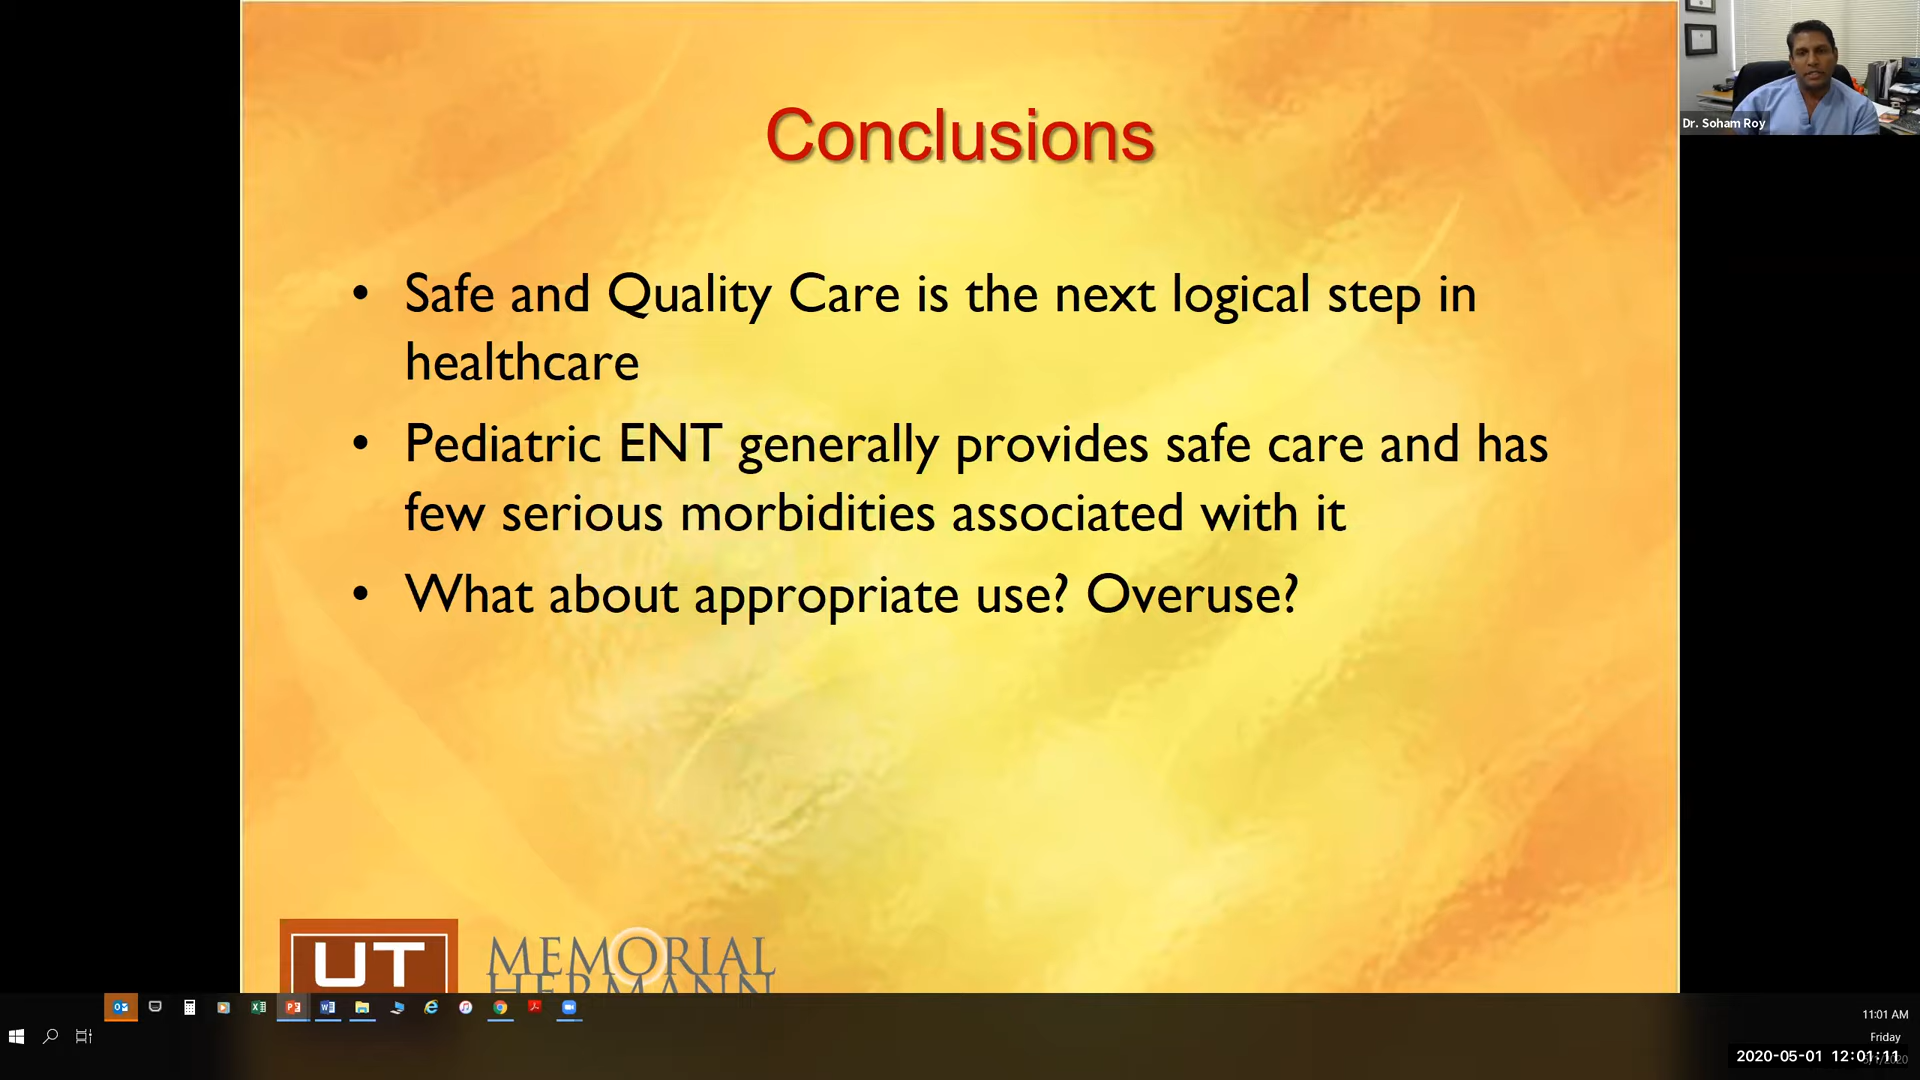 Conclusions
• Safe and Quality Care is the next logical step in
healthcare
• Pediatric ENT generally provides safe care and has
few serious morbidities associated with it
• What about appropriate use? Overuse?
Dr. Soham Roy
UT
MEMORIAL
HERMANN
11:01 AM
Friday
2020-05-01 12:01:11